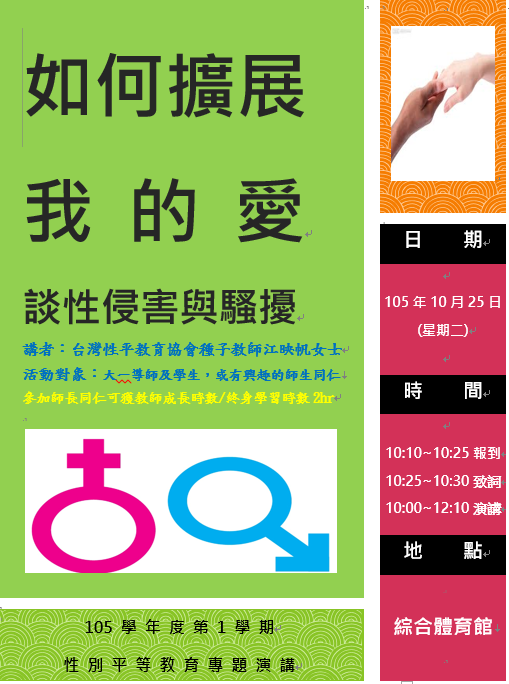 如何擴展
我的愛
談性侵害與騷擾
講者：台灣性平教育協會種子教師江映帆女士
活動對象：大一導師及學生，或有興趣的師生同仁
參加師長同仁可獲教師成長時數/終身學習時數 2hr
105 學 年 度 第 1 學 期
性 別 平 等 教 育 專 題 演 講
日 期
105 年 10 月 25 日
(星期二)
時 間
10:10~10:25 報到
10:25~10:30 致詞
10:00~12:10 演講
地 點
綜合體育館